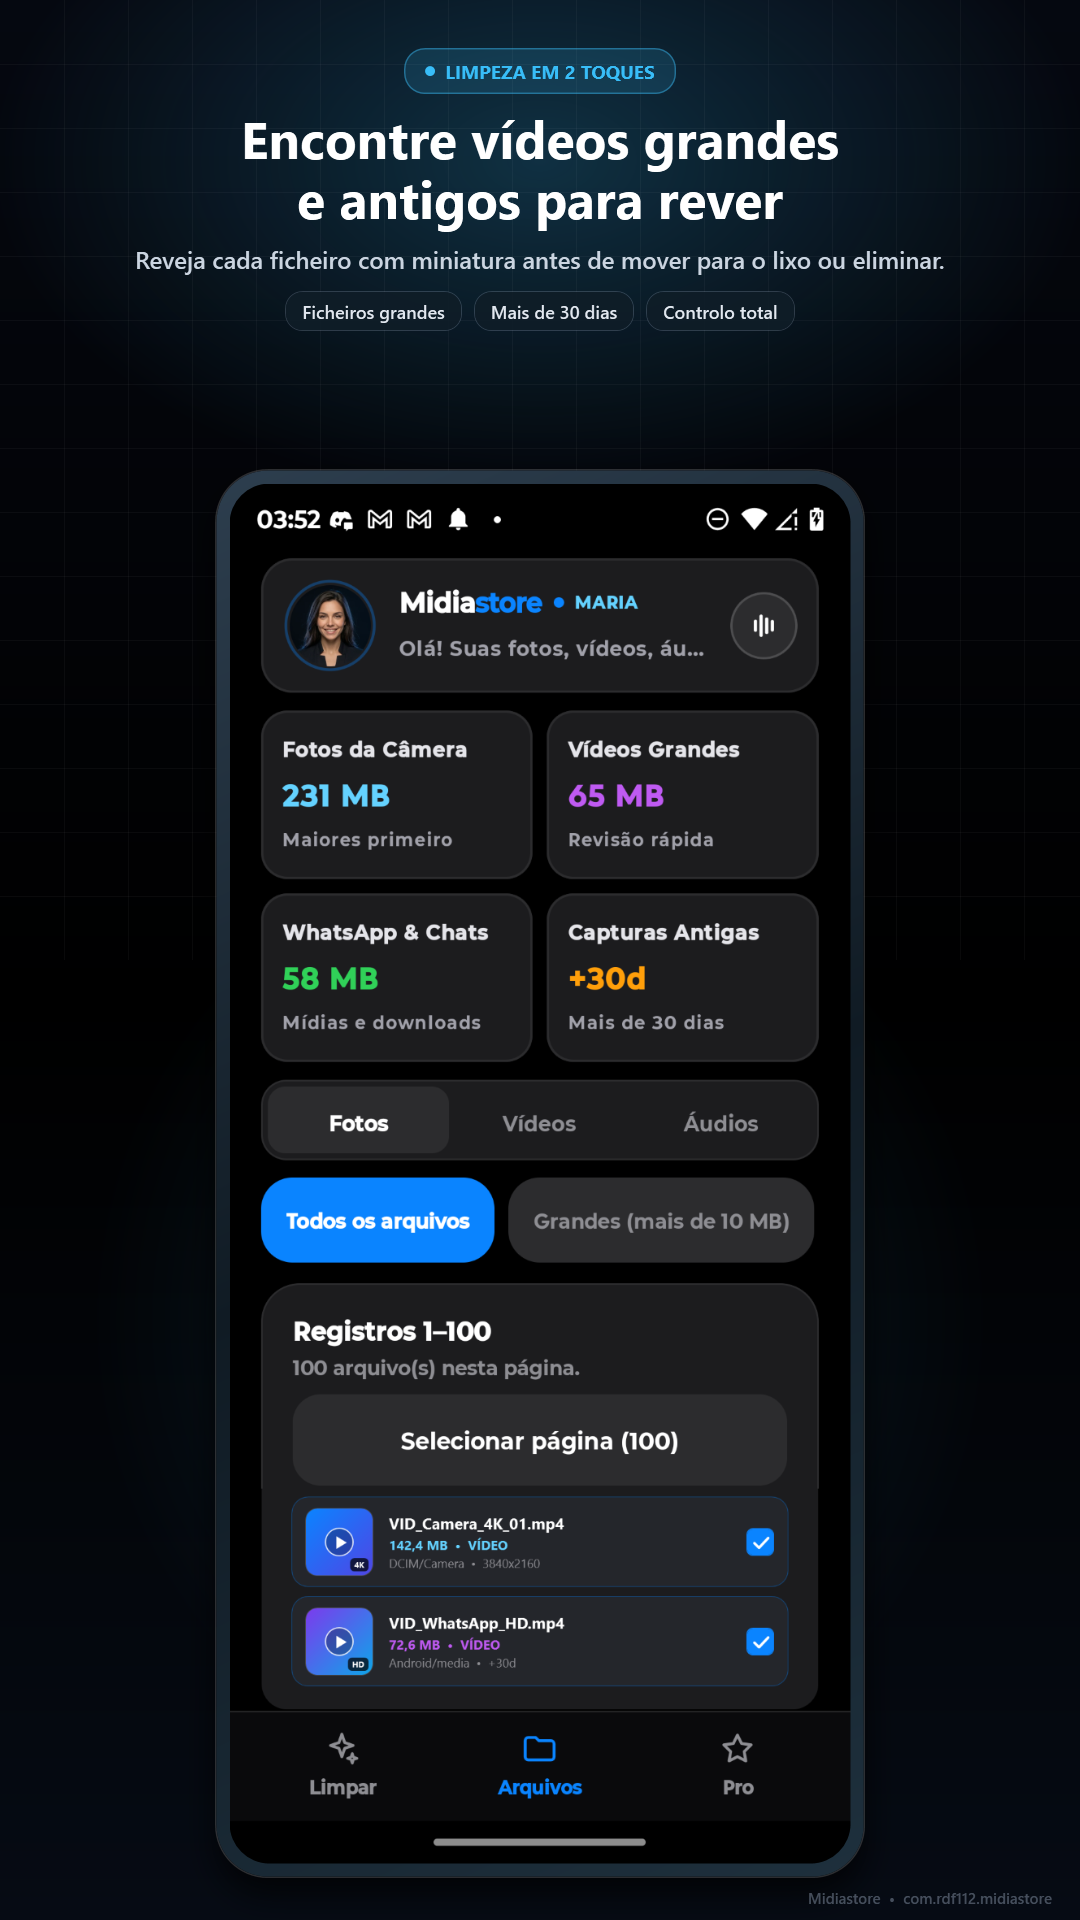 LIMPEZA EM 2 TOQUES
Encontre vídeos grandes
e antigos para rever
Reveja cada ficheiro com miniatura antes de mover para o lixo ou eliminar.
Ficheiros grandes
Mais de 30 dias
Controlo total
03:52
Midiastore • MARIA
Olá! Suas fotos, vídeos, áu...
Fotos da Câmera
231 MB
Maiores primeiro
Vídeos Grandes
65 MB
Revisão rápida
WhatsApp & Chats
58 MB
Mídias e downloads
Capturas Antigas
+30d
Mais de 30 dias
Fotos
Vídeos
Áudios
Todos os arquivos
Grandes (mais de 10 MB)
Registros 1–100
100 arquivo(s) nesta página.
Selecionar página (100)
4K
VID_Camera_4K_01.mp4
142,4 MB • VÍDEO
DCIM/Camera • 3840x2160
HD
VID_WhatsApp_HD.mp4
72,6 MB • VÍDEO
Android/media • +30d
Limpar
Arquivos
Pro
Midiastore • com.rdf112.midiastore